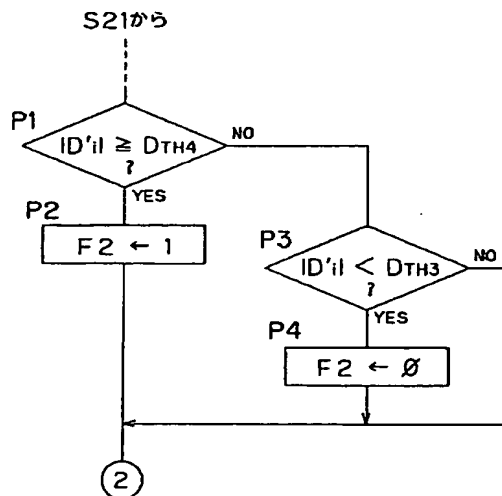 S21から
P1
|D'i| ≧ DTH4
?
NO
YES
P2
F2 ← 1
P3
|D'i| < DTH3
?
NO
YES
P4
F2 ← Ø
2